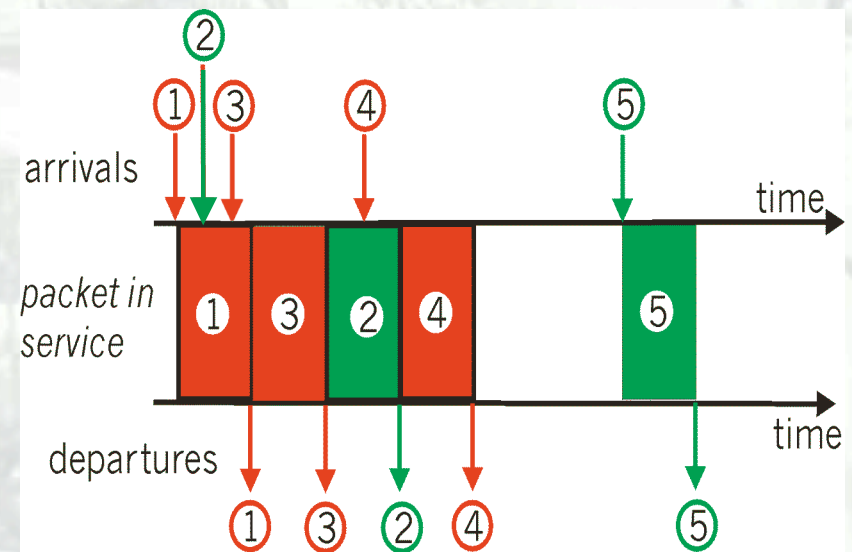 2
1 3 4 5
arrivals
time
packet in
service
1 3 2 4 5
time
departures
1 3 2 4 5